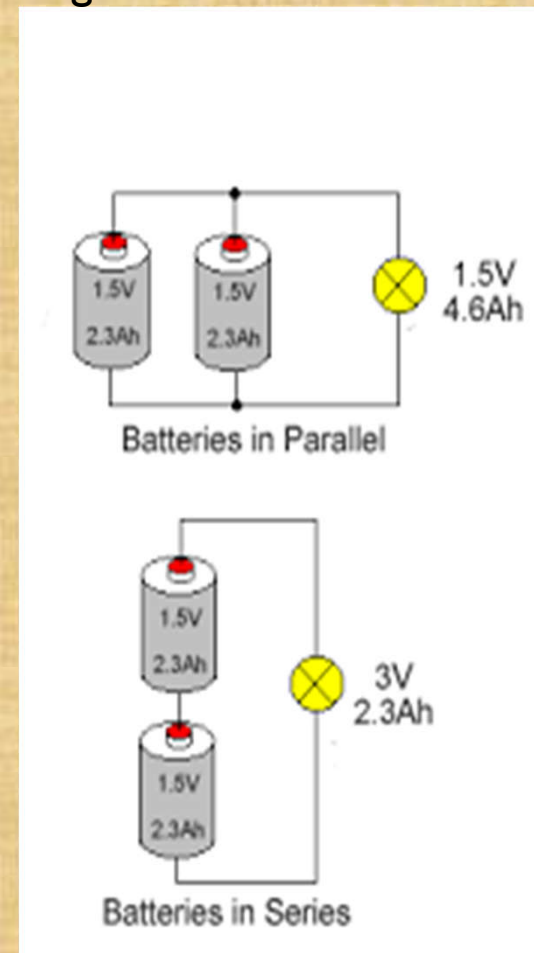 1.5V
2.3Ah
1.5V
2.3Ah
1.5V
4.6Ah
Batteries in Parallel
1.5V
2.3Ah
1.5V
2.3Ah
3V
2.3Ah
Batteries in Series